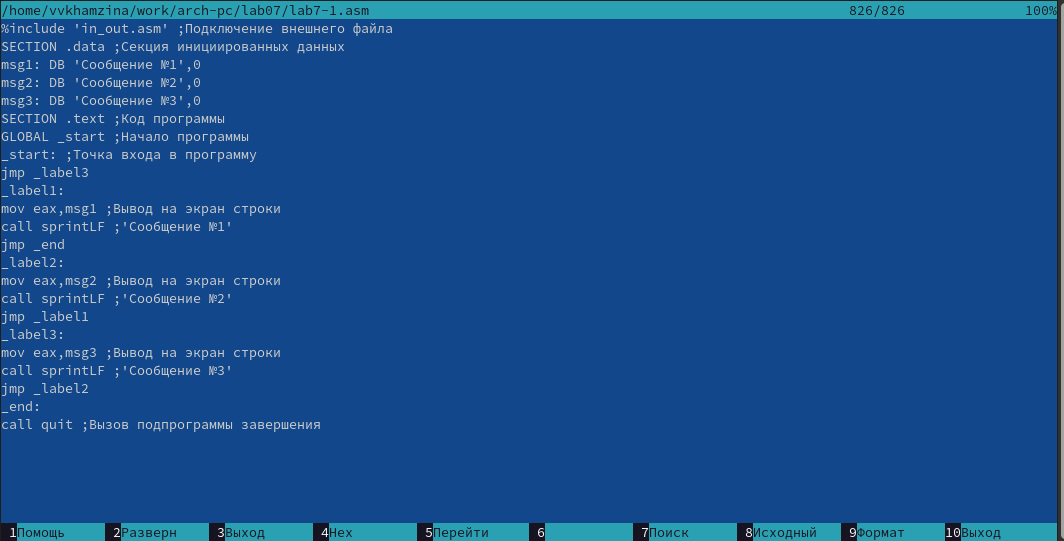 /home/vvkhamzina/work/arch-pc/lab07/lab7-1.asm 826/826 100%
%include 'in_out.asm' ;Подключение внешнего файла
SECTION .data ;Секция инициированных данных
msg1: DB 'Сообщение №1',0
msg2: DB 'Сообщение №2',0
msg3: DB 'Сообщение №3',0
SECTION .text ;Код программы
GLOBAL _start ;Начало программы
_start: ;Точка входа в программу
jmp _label3
_label1:
mov eax,msg1 ;Вывод на экран строки
call sprintLF ;'Сообщение №1'
jmp _end
_label2:
mov eax,msg2 ;Вывод на экран строки
call sprintLF ;'Сообщение №2'
jmp _label1
_label3:
mov eax,msg3 ;Вывод на экран строки
call sprintLF ;'Сообщение №3'
jmp _label2
_end:
call quit ;Вызов подпрограммы завершения
1Помощь 2Разверн 3Выход 4Hex 5Перейти 6 7Поиск 8Исходный 9Формат 10Выход